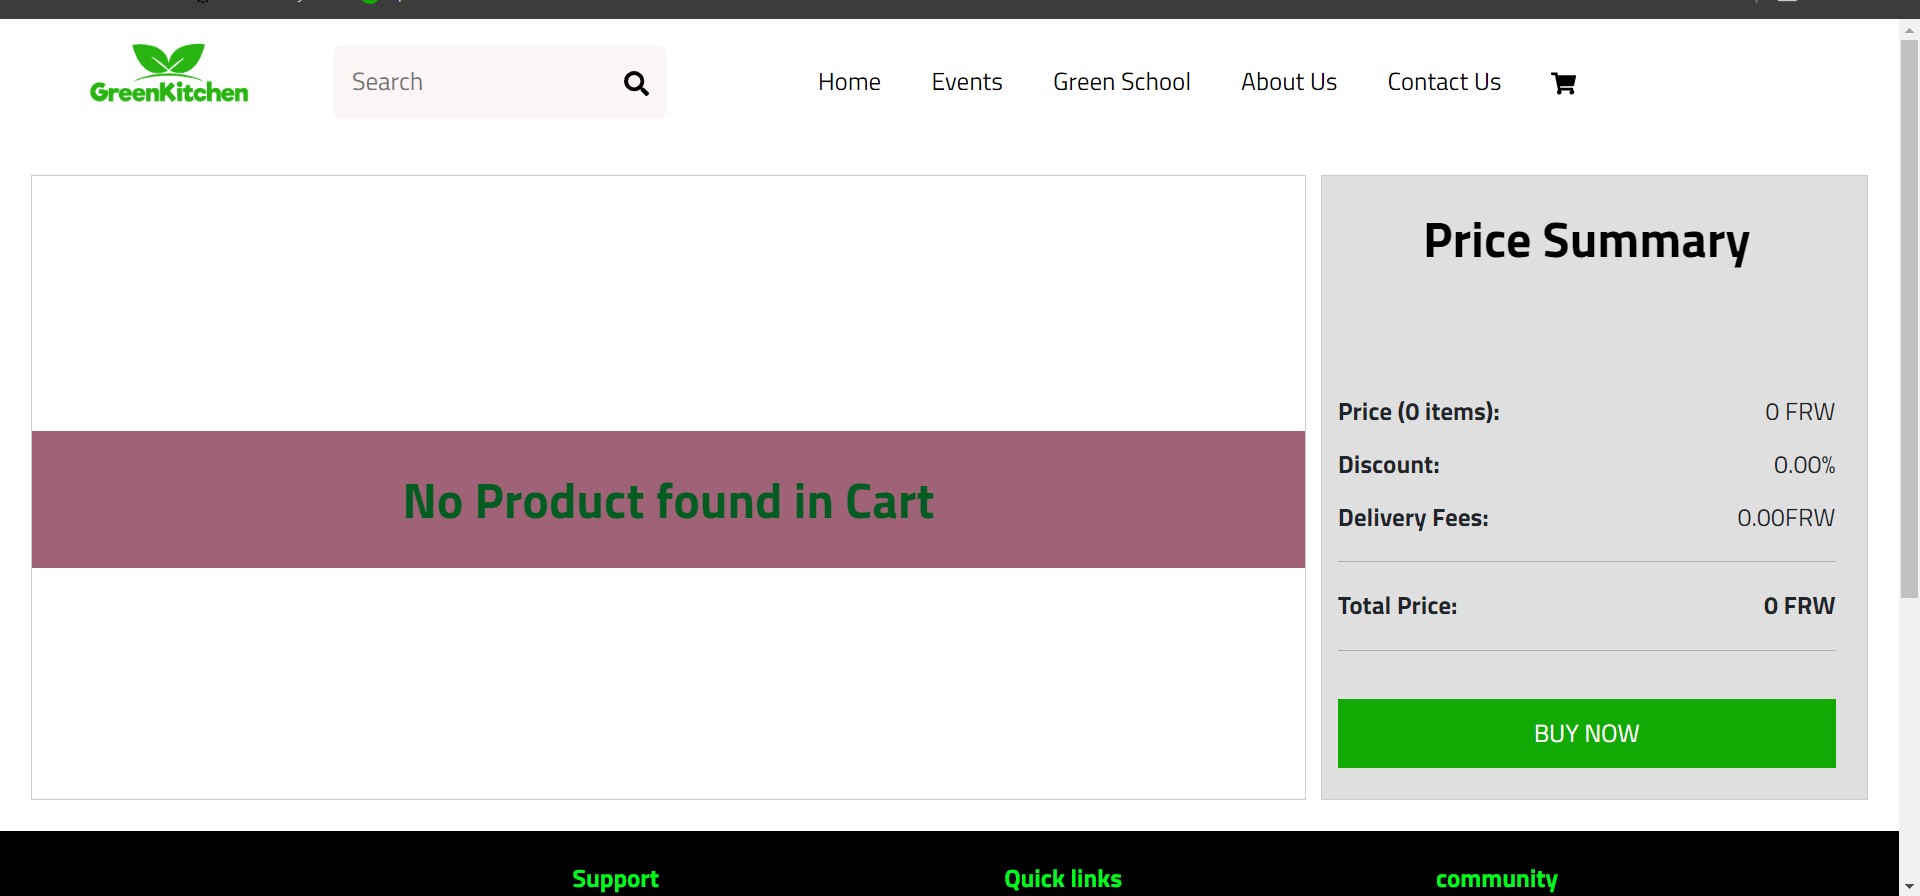 GreenKitchen
Search
Home Events Green School About Us Contact Us
No Product found in Cart
Price Summary
Price (0 items): 0 FRW
Discount: 0.00%
Delivery Fees: 0.00FRW
Total Price: 0 FRW
BUY NOW
Support Quick links community